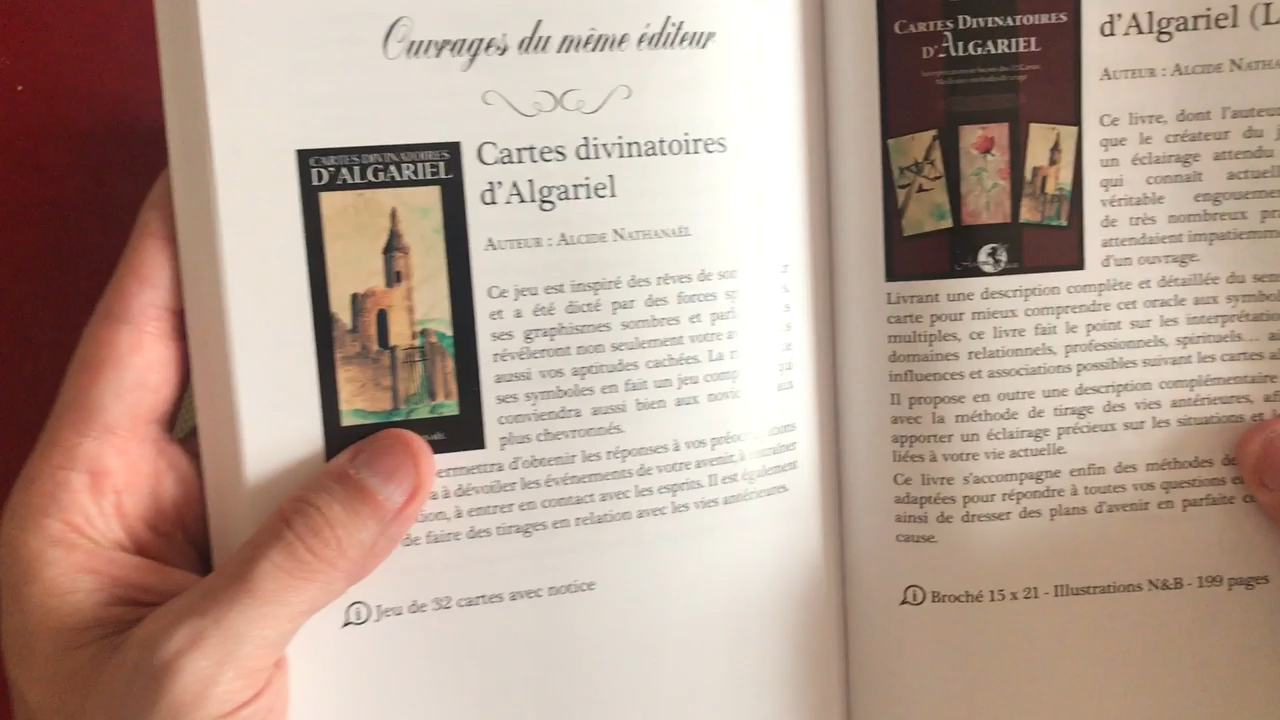 Ouvrages du même éditeur
CARTES DIVINATOIRES
D'ALGARIEL
Cartes divinatoires
d'Algariel
AUTEUR : ALCIDE NATHANAËL
Ce jeu est inspiré des rêves de son
et a été dicté par des forces
ses graphismes sombres et
révéleront non seulement votre
aussi vos aptitudes cachées. La
ses symboles en fait un jeu
conviendra aussi bien aux
plus chevronnés.
d'obtenir les réponses à vos
à dévoiler les événements de votre avenir, à
à entrer en contact avec les esprits. Il est également
de faire des tirages en relation avec les vies antérieures.
Jeu de 32 cartes avec notice
CARTES DIVINATOIRES
D'ALGARIEL
d'Algariel (L
AUTEUR : ALCIDE
Ce livre, dont
que le créateur du
un éclairage attendu
qui connaît
véritable
de très nombreux
attendaient
d'un ouvrage.
Livrant une description complète et détaillée du
carte pour mieux comprendre cet oracle aux
multiples, ce livre fait le point sur les
domaines relationnels, professionnels, spirituels...
influences et associations possibles suivant les cartes
Il propose en outre une description complémentaire
avec la méthode de tirage des vies antérieures,
apporter un éclairage précieux sur les situations et
liées à votre vie actuelle.
Ce livre s'accompagne enfin des méthodes de
adaptées pour répondre à toutes vos questions
ainsi de dresser des plans d'avenir en parfaite
cause.
Broché 15 x 21 - Illustrations N&B - 199 pages